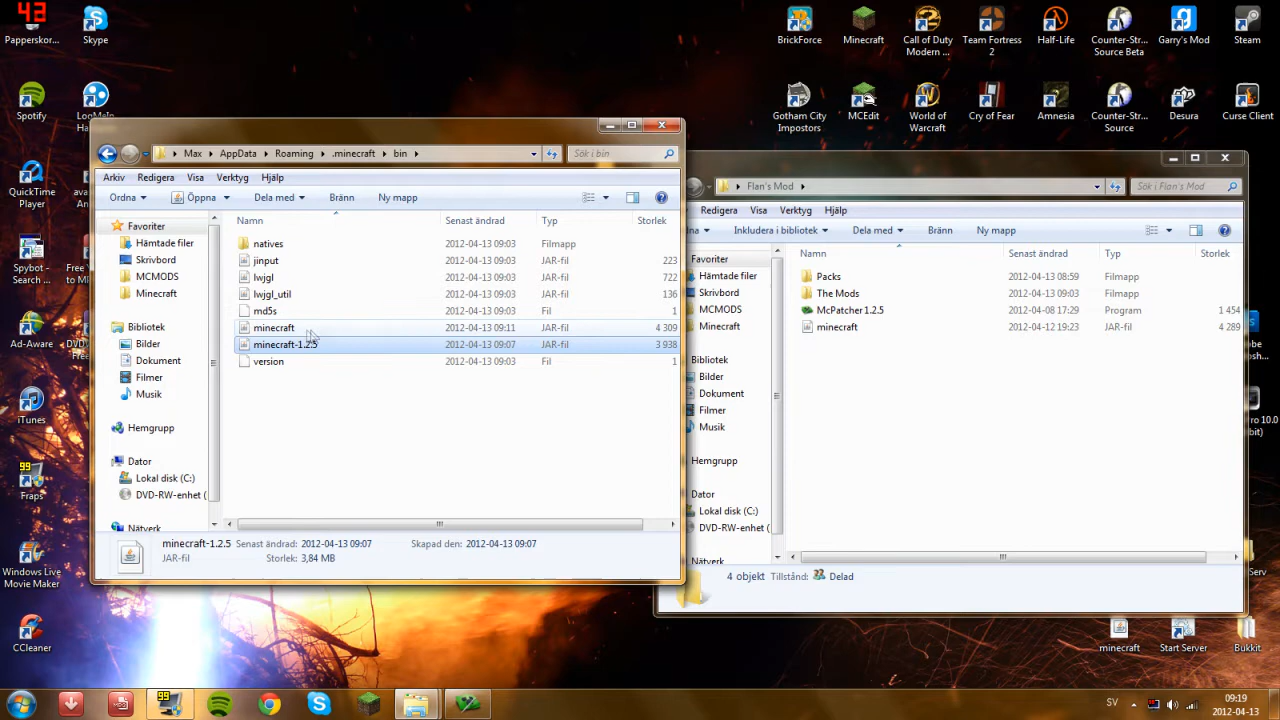 42
Papperskor...
Skype
BrickForce
Minecraft
Call of Duty
Modern ...
Team Fortress
2
Half-Life
Counter-Str...
Source Beta
Garry's Mod
Steam
Spotify
LogMeIn
Gotham City
Impostors
MCEdit
World of
Warcraft
Cry of Fear
Amnesia
Counter-Str...
Source
Desura
Curse Client
QuickTime
Player
Spybot -
Search ...
Ad-Aware
iTunes
99
Fraps
Windows Live
Movie Maker
CCleaner
Max
AppData
Roaming
.minecraft
bin
Sök i bin
Arkiv
Redigera
Visa
Verktyg
Hjälp
Ordna
Öppna
Dela med
Bränn
Ny mapp
Namn
Senast ändrad
Typ
Storlek
Favoriter
Hämtade filer
Skrivbord
MCMODS
Minecraft
Bibliotek
Bilder
Dokument
Filmer
Musik
Hemgrupp
Dator
Lokal disk (C:)
DVD-RW-enhet (
Nätverk
natives 2012-04-13 09:03 Filmapp
jinput 2012-04-13 09:03 JAR-fil 223
lwjgl 2012-04-13 09:03 JAR-fil 722
lwjgl_util 2012-04-13 09:03 JAR-fil 136
md5s 2012-04-13 09:03 Fil 1
minecraft 2012-04-13 09:11 JAR-fil 4 309
minecraft-1.2.5 2012-04-13 09:07 JAR-fil 3 938
version 2012-04-13 09:03 Fil 1
minecraft-1.2.5 Senast ändrad: 2012-04-13 09:07 Skapad den: 2012-04-13 09:07
JAR-fil Storlek: 3,84 MB
Flan's Mod
Sök i Flan's Mod
Redigera
Visa
Verktyg
Hjälp
Inkludera i bibliotek
Dela med
Bränn
Ny mapp
Namn
Senast ändrad
Typ
Storlek
Favoriter
Hämtade filer
Skrivbord
MCMODS
Minecraft
Bibliotek
Bilder
Dokument
Filmer
Musik
Hemgrupp
Dator
Lokal disk (C:)
DVD-RW-enhet (
Nätverk
Packs 2012-04-13 08:59 Filmapp
The Mods 2012-04-13 09:03 Filmapp
McPatcher 1.2.5 2012-04-08 17:29 Program 1 454
minecraft 2012-04-12 19:23 JAR-fil 4 289
4 objekt Tillstånd: Delad
minecraft
Start Server
Bukkit
99
SV
09:19
2012-04-13